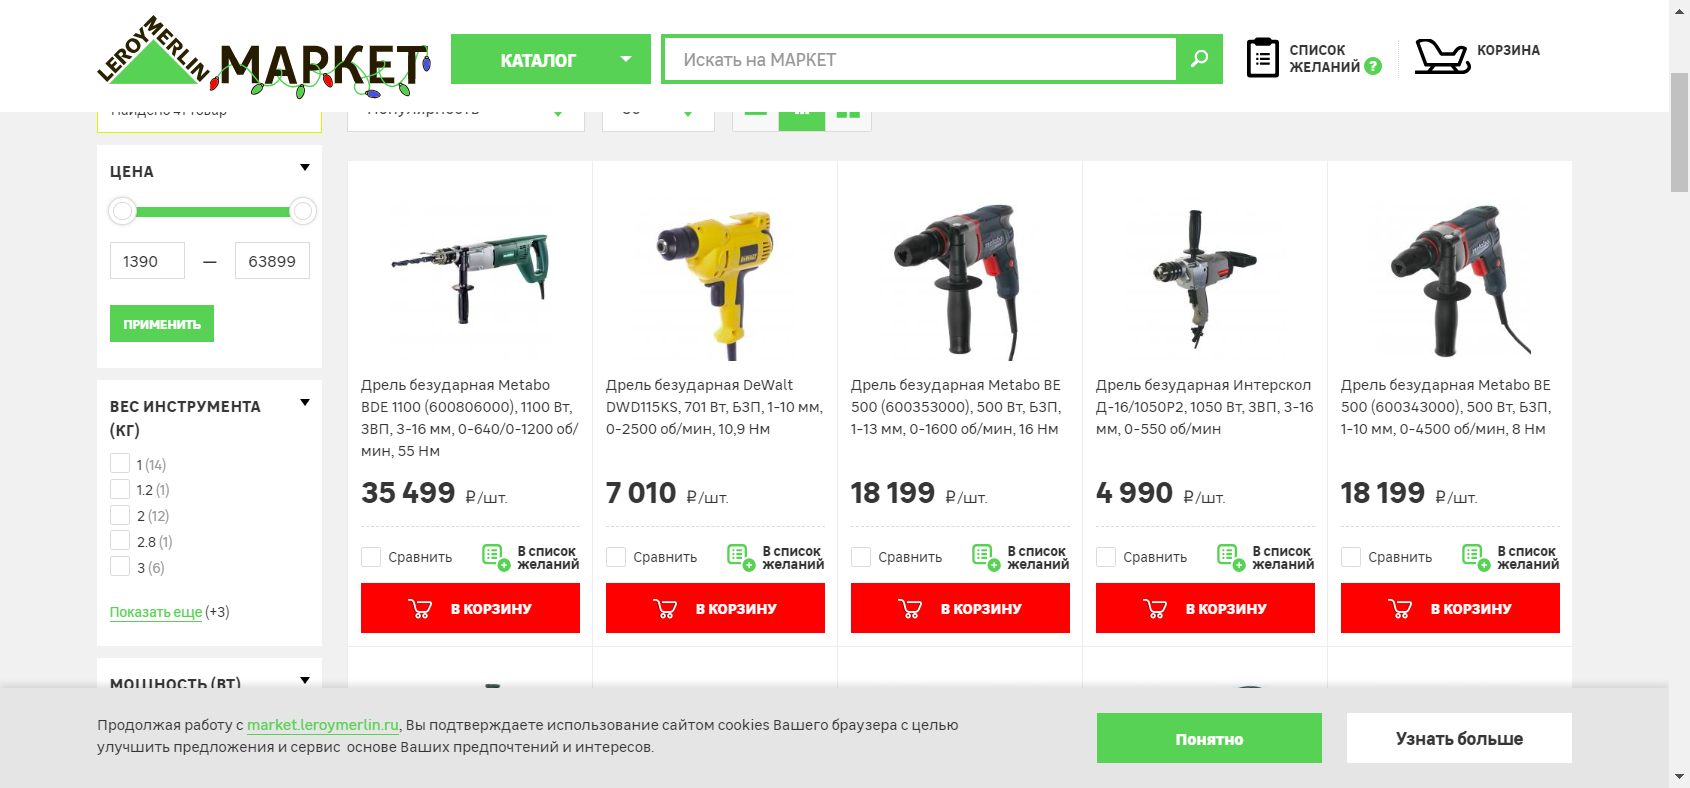 LEROY MERLIN МАРКЕТ
КАТАЛОГ
Искать на МАРКЕТ
СПИСОК
ЖЕЛАНИЙ ?
КОРЗИНА
Найдено 41 товар
Популярность
ЦЕНА
1390 — 63899
ПРИМЕНИТЬ
ВЕС ИНСТРУМЕНТА
(КГ)
1 (14)
1.2 (1)
2 (12)
2.8 (1)
3 (6)
Показать еще (+3)
МОЩНОСТЬ (ВТ)
Дрель безударная Metabo
BDE 1100 (600806000), 1100 Вт,
ЗВП, 3-16 мм, 0-640/0-1200 об/
мин, 55 Нм
35 499 ₽/шт.
Сравнить
В список
желаний
В КОРЗИНУ
Дрель безударная DeWalt
DWD115KS, 701 Вт, БЗП, 1-10 мм,
0-2500 об/мин, 10,9 Нм
7 010 ₽/шт.
Сравнить
В список
желаний
В КОРЗИНУ
Дрель безударная Metabo BE
500 (600353000), 500 Вт, БЗП,
1-13 мм, 0-1600 об/мин, 16 Нм
18 199 ₽/шт.
Сравнить
В список
желаний
В КОРЗИНУ
Дрель безударная Интерскол
Д-16/1050Р2, 1050 Вт, ЗВП, 3-16
мм, 0-550 об/мин
4 990 ₽/шт.
Сравнить
В список
желаний
В КОРЗИНУ
Дрель безударная Metabo BE
500 (600343000), 500 Вт, БЗП,
1-10 мм, 0-4500 об/мин, 8 Нм
18 199 ₽/шт.
Сравнить
В список
желаний
В КОРЗИНУ
Продолжая работу с market.leroymerlin.ru, Вы подтверждаете использование сайтом cookies Вашего браузера с целью
улучшить предложения и сервис основе Ваших предпочтений и интересов.
Понятно
Узнать больше